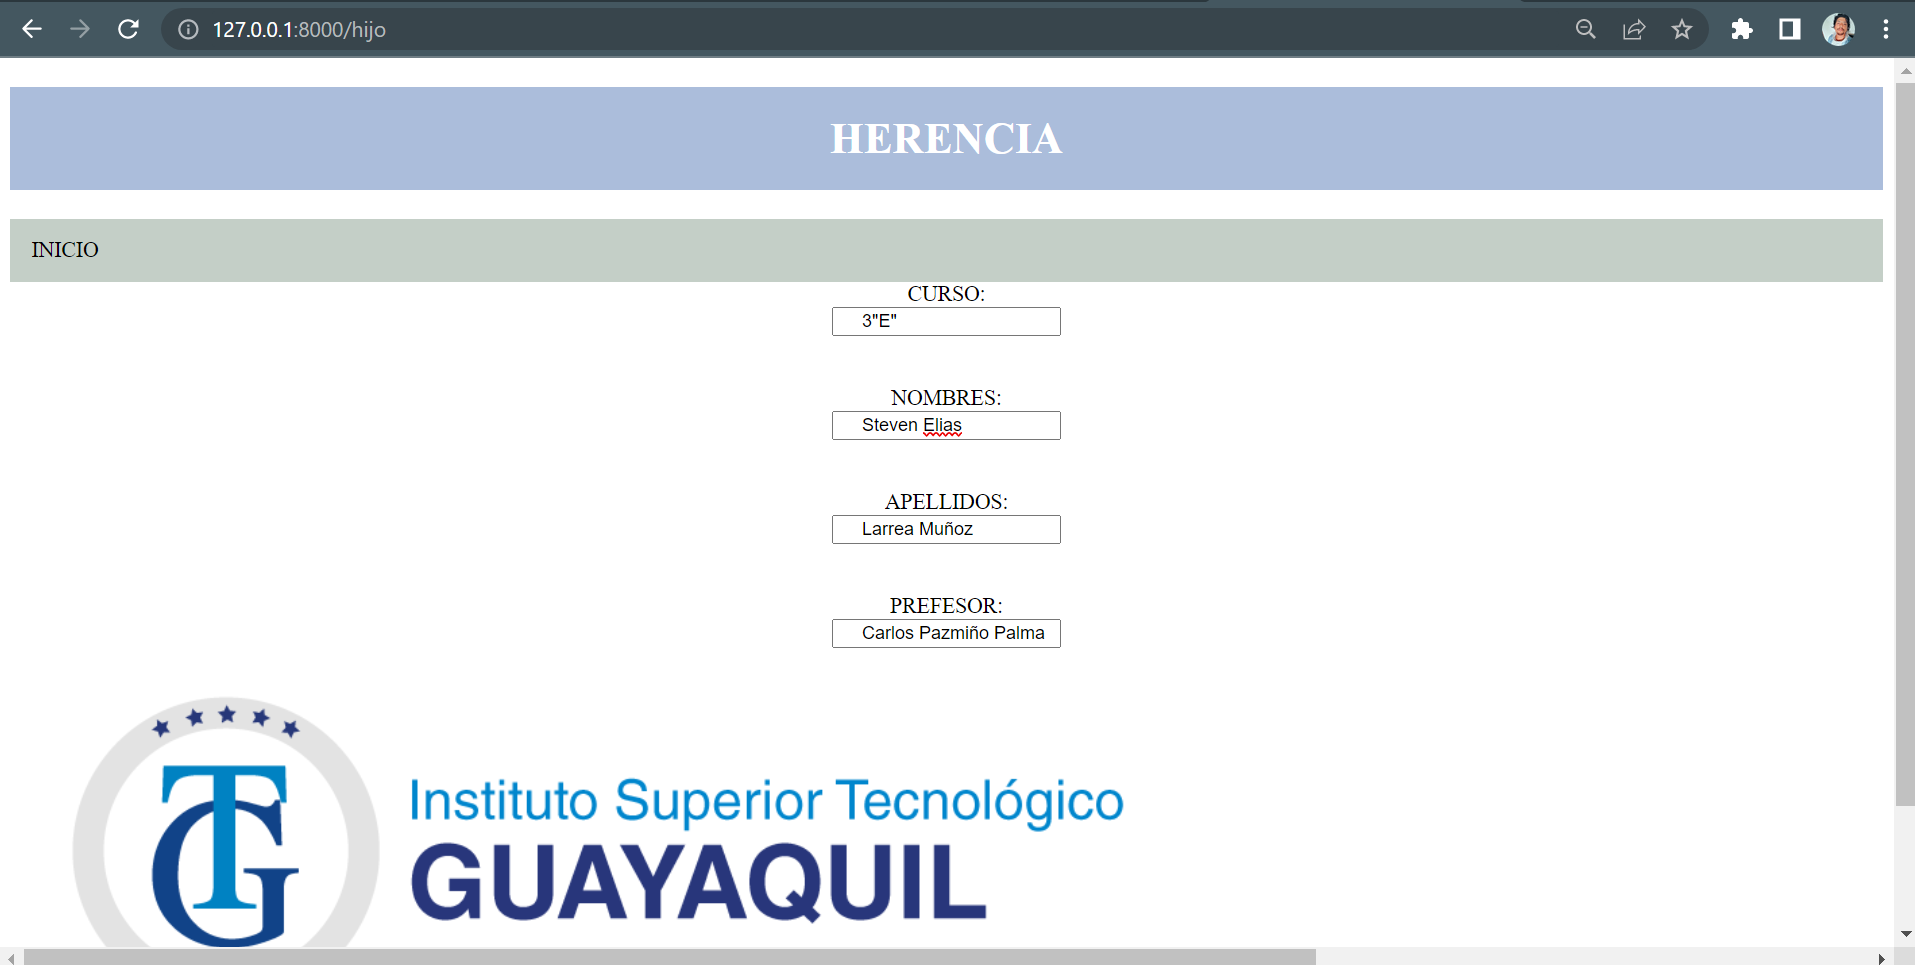 127.0.0.1:8000/hijo
HERENCIA
INICIO
CURSO:
3"E"
NOMBRES:
Steven Elias
APELLIDOS:
Larrea Muñoz
PREFESOR:
Carlos Pazmiño Palma
TG
Instituto Superior Tecnológico
GUAYAQUIL